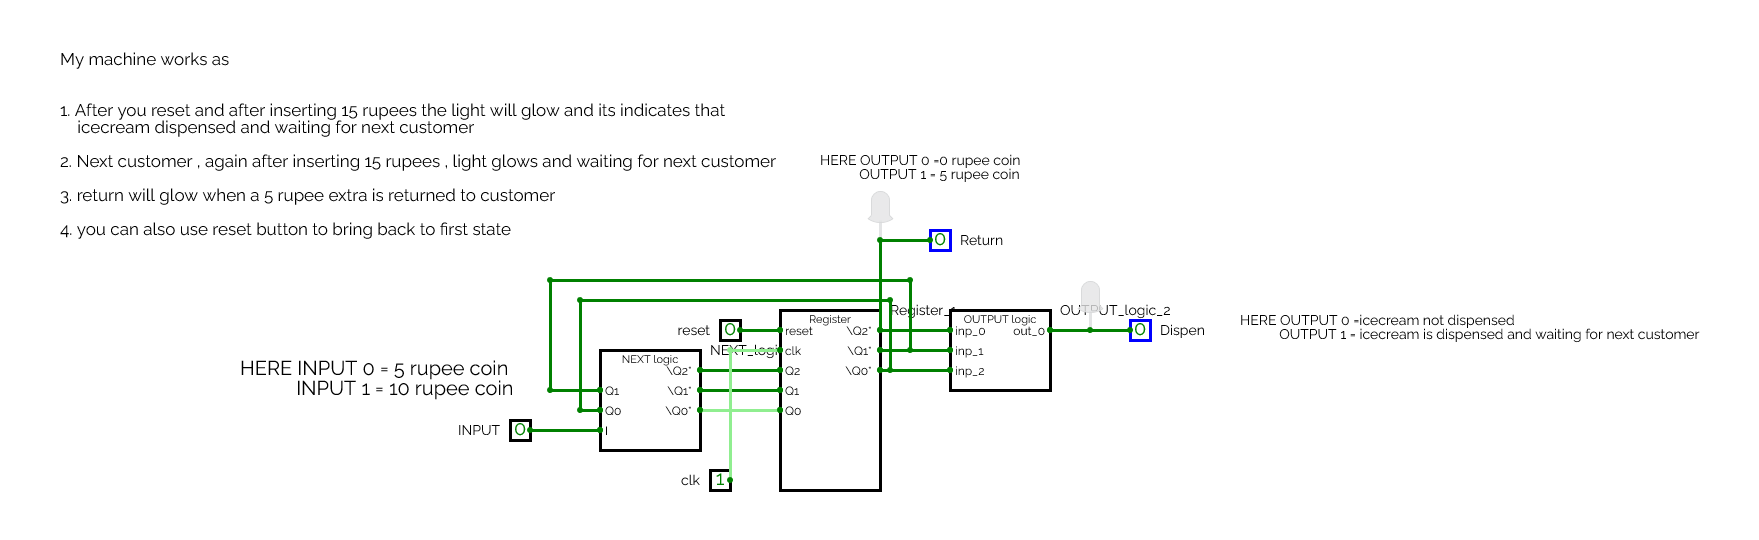 My machine works as
1. After you reset and after inserting 15 rupees the light will glow and its indicates that
icecream dispensed and waiting for next customer
2. Next customer , again after inserting 15 rupees , light glows and waiting for next customer
3. return will glow when a 5 rupee extra is returned to customer
4. you can also use reset button to bring back to first state
HERE OUTPUT 0 =0 rupee coin
OUTPUT 1 = 5 rupee coin
0 Return
HERE INPUT 0 = 5 rupee coin
INPUT 1 = 10 rupee coin
INPUT 0
NEXT logic
Q1
Q0
I
\Q2*
\Q1*
\Q0*
reset 0
clk 1
Register
reset
clk
Q2
Q1
Q0
\Q2*
\Q1*
\Q0*
OUTPUT logic
inp_0
inp_1
inp_2
out_0
OUTPUT_logic_2
0 Dispen
HERE OUTPUT 0 =icecream not dispensed
OUTPUT 1 = icecream is dispensed and waiting for next customer